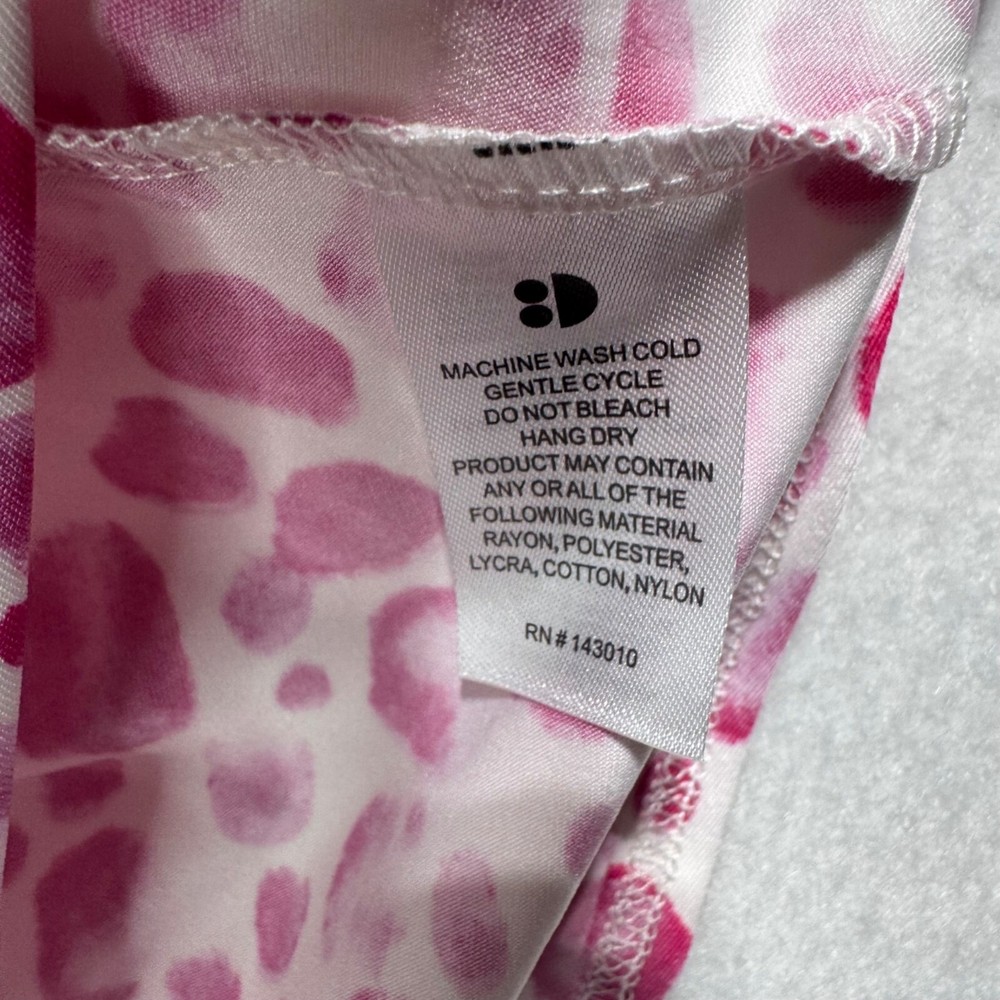 MACHINE WASH COLD
GENTLE CYCLE
DO NOT BLEACH
HANG DRY
PRODUCT MAY CONTAIN
ANY OR ALL OF THE
FOLLOWING MATERIAL
RAYON, POLYESTER,
LYCRA, COTTON, NYLON
RN # 143010